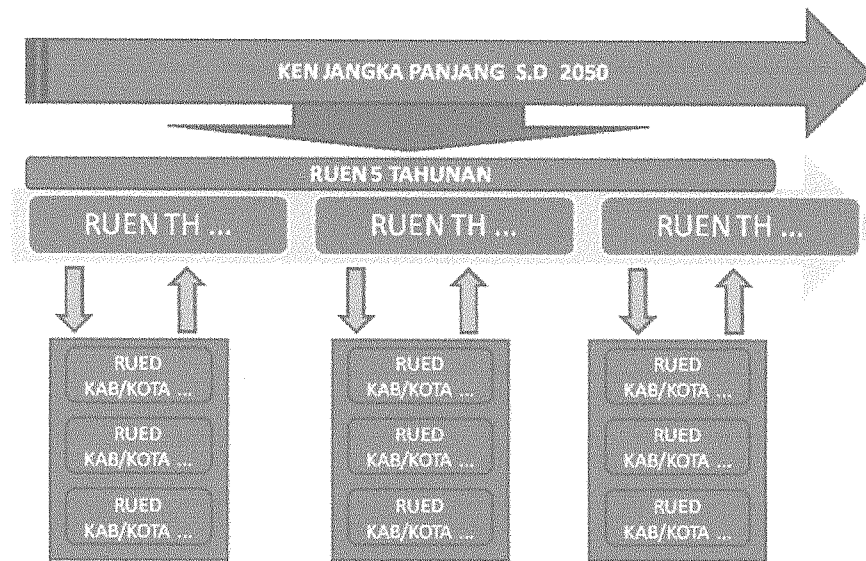 KEN JANGKA PANJANG S.D 2050
RUEN 5 TAHUNAN
RUEN TH ...
RUEN TH ...
RUEN TH ...
RUED
KAB/KOTA ...
RUED
KAB/KOTA ...
RUED
KAB/KOTA ...
RUED
KAB/KOTA ...
RUED
KAB/KOTA ...
RUED
KAB/KOTA ...
RUED
KAB/KOTA ...
RUED
KAB/KOTA ...
RUED
KAB/KOTA ...